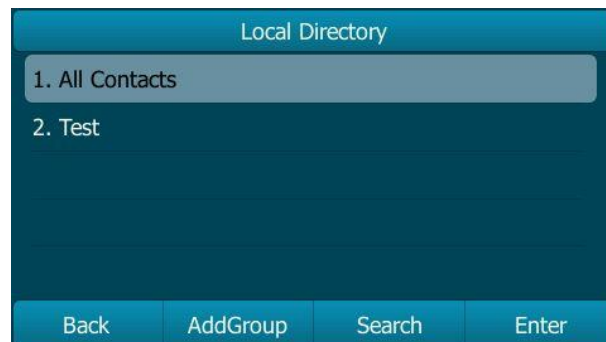 Local Directory
1. All Contacts
2. Test
Back AddGroup Search Enter